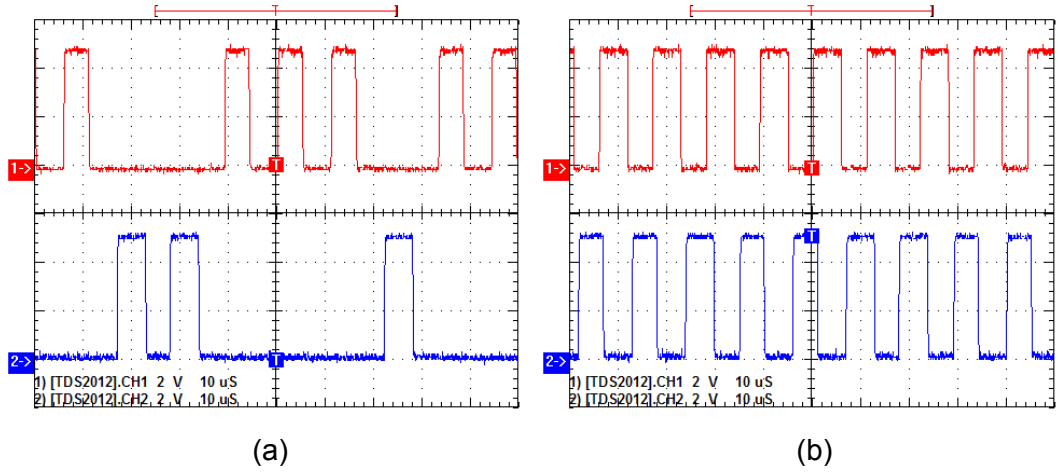 T
T
1->
T
1->
T
2->
T
2->
T
1) [TDS2012].CH1 2 V 10 uS
2) [TDS2012].CH2 2 V 10 uS
1) [TDS2012].CH1 2 V 10 uS
2) [TDS2012].CH2 2 V 10 uS
(a)
(b)